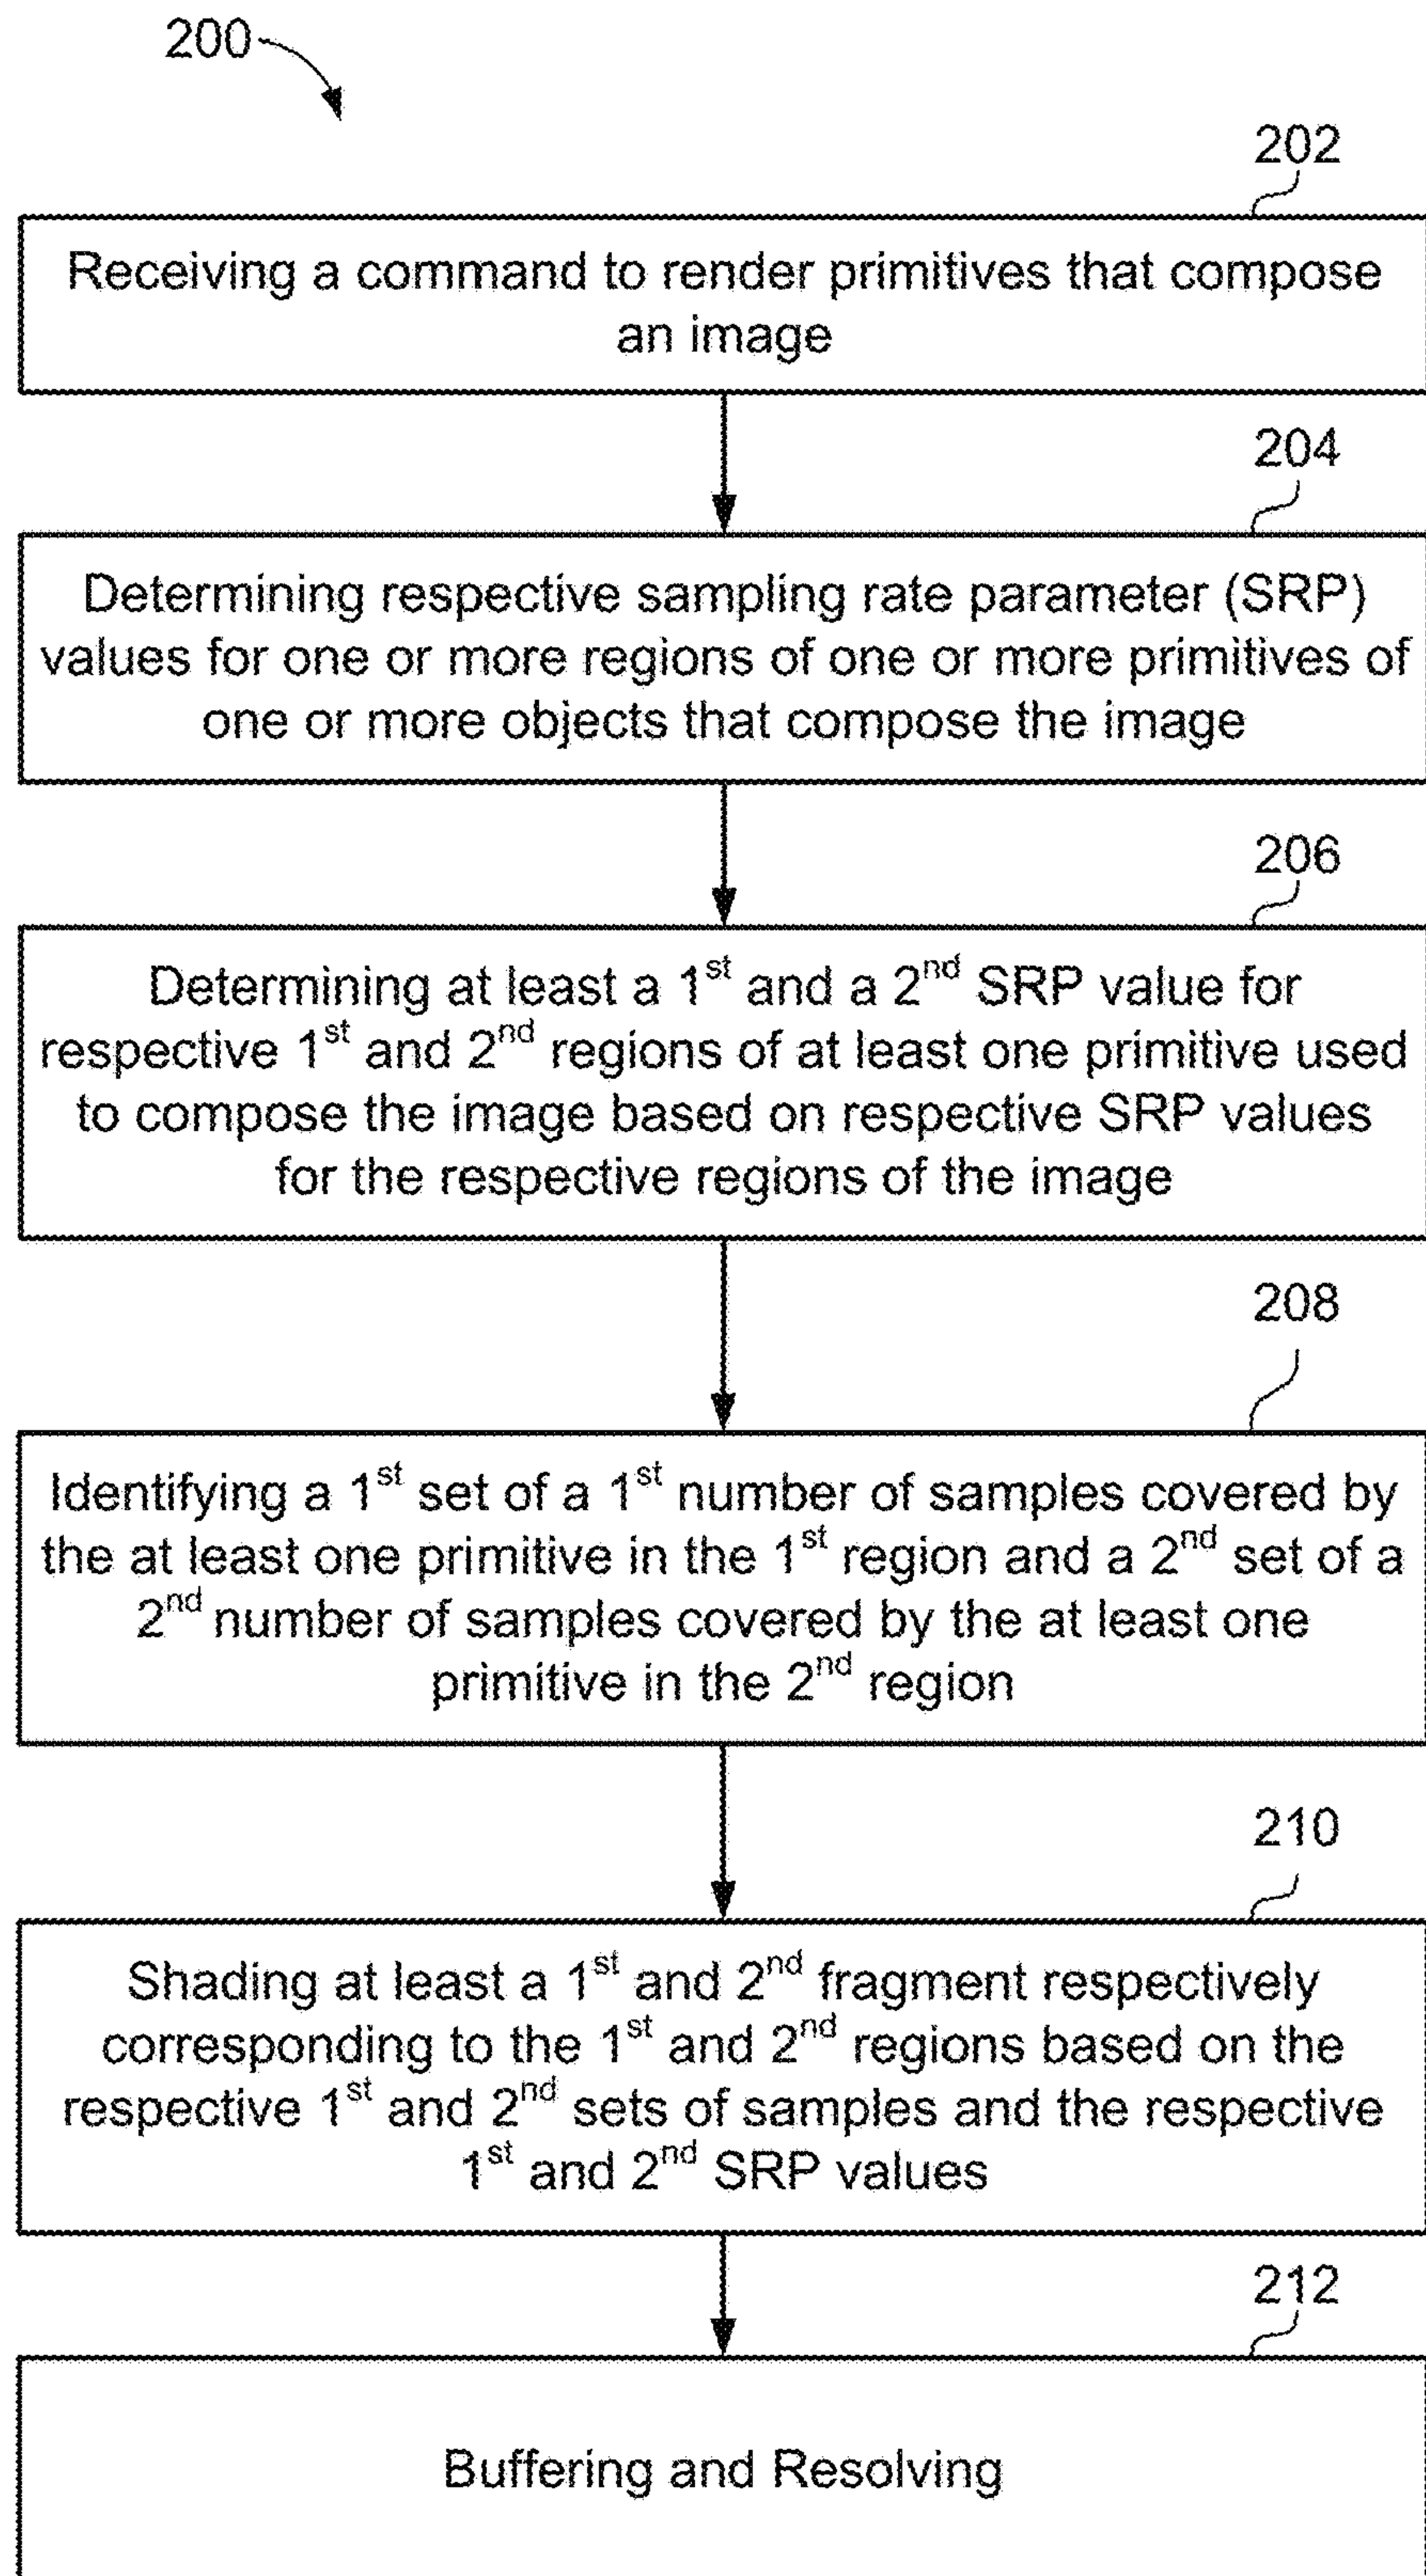 200
202
Receiving a command to render primitives that compose
an image
204
Determining respective sampling rate parameter (SRP)
values for one or more regions of one or more primitives of
one or more objects that compose the image
206
Determining at least a 1st and a 2nd SRP value for
respective 1st and 2nd regions of at least one primitive used
to compose the image based on respective SRP values
for the respective regions of the image
208
Identifying a 1st set of a 1st number of samples covered by
the at least one primitive in the 1st region and a 2nd set of a
2nd number of samples covered by the at least one
primitive in the 2nd region
210
Shading at least a 1st and 2nd fragment respectively
corresponding to the 1st and 2nd regions based on the
respective 1st and 2nd sets of samples and the respective
1st and 2nd SRP values
212
Buffering and Resolving